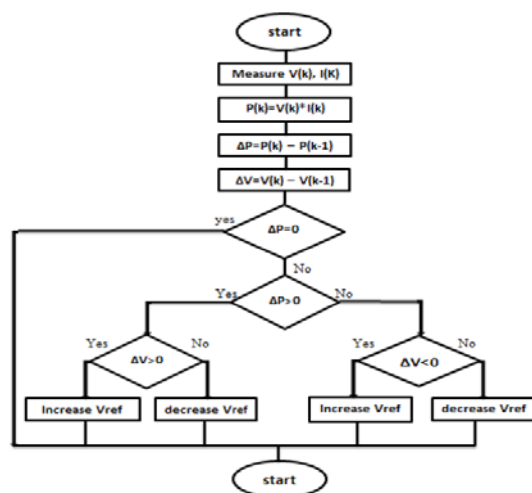 start
Measure V(k), I(K)
P(k)=V(k)*I(k)
ΔP=P(k) – P(k-1)
ΔV=V(k) – V(k-1)
yes
ΔP=0
No
Yes
ΔP>0
No
Yes
ΔV>0
No
Yes
ΔV<0
No
Increase Vref
decrease Vref
Increase Vref
decrease Vref
start